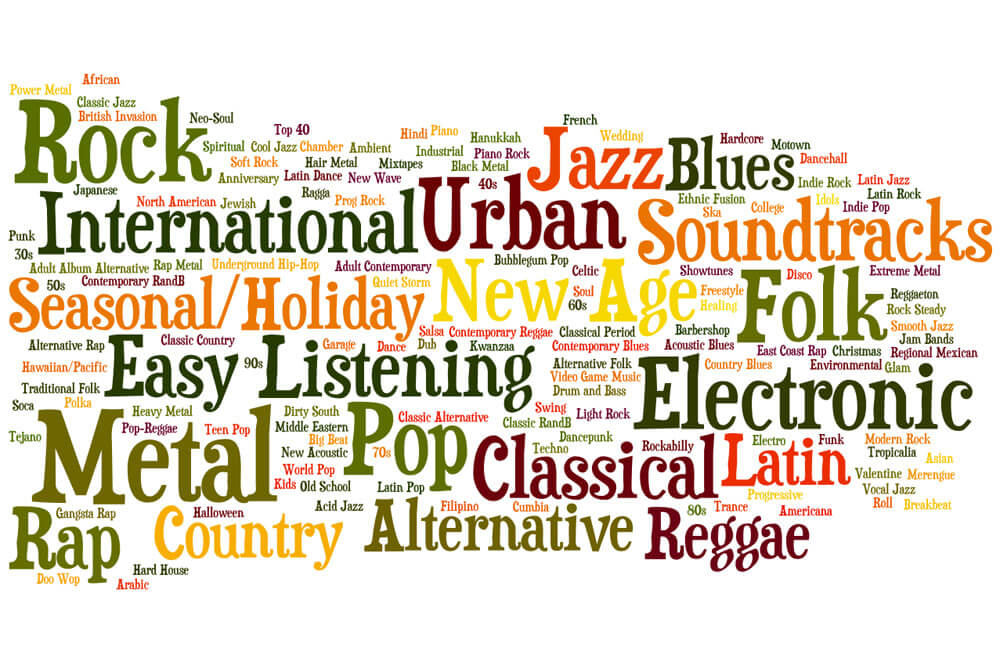 African
Power Metal
Classic Jazz
British Invasion
Rock
Neo-Soul
Top 40
Spiritual
Cool Jazz
Chamber
Ambient
Hindi
Piano
Hanukkah
French
Wedding
Hardcore
Motown
Industrial
Piano Rock
Jazz
Blues
Dancehall
Soft Rock
Hair Metal
Mixtapes
Black Metal
Anniversary
Latin Dance
New Wave
40s
Indie Rock
Latin Jazz
Japanese
Ragga
Prog Rock
Ethnic Fusion
Idols
Latin Rock
North American
Jewish
Ska
College
Indie Pop
International
Urban
Soundtracks
Punk
30s
Adult Album Alternative
Rap Metal
Underground Hip-Hop
Adult Contemporary
Bubblegum Pop
Celtic
Showtunes
Disco
Extreme Metal
50s
Contemporary RandB
Quiet Storm
Soul
Freestyle
Seasonal/Holiday
New Age
60s
Healing
Folk
Reggaeton
Rock Steady
Smooth Jazz
Salsa
Contemporary Reggae
Classical Period
Barbershop
Jam Bands
Alternative Rap
Classic Country
Garage
Dance
Dub
Kwanzaa
Contemporary Blues
Acoustic Blues
East Coast Rap
Christmas
Regional Mexican
Hawaiian/Pacific
Easy Listening
90s
Alternative Folk
Country Blues
Environmental
Glam
Traditional Folk
Video Game Music
Drum and Bass
Electronic
Soca
Polka
Heavy Metal
Dirty South
Swing
Light Rock
Classic Alternative
Classic RandB
Tejano
Metal
Pop-Reggae
Teen Pop
Middle Eastern
Big Beat
New Acoustic
Pop
70s
Dancepunk
Techno
Rockabilly
Electro
Funk
Modern Rock
Tropicalia
Asian
World Pop
Kids
Old School
Latin Pop
Classical
Latin
Valentine
Merengue
Vocal Jazz
Progressive
Rap
Gangsta Rap
Country
Halloween
Acid Jazz
Alternative
Filipino
Cumbia
Reggae
80s
Trance
Americana
Roll
Breakbeat
Doo Wop
Hard House
Arabic